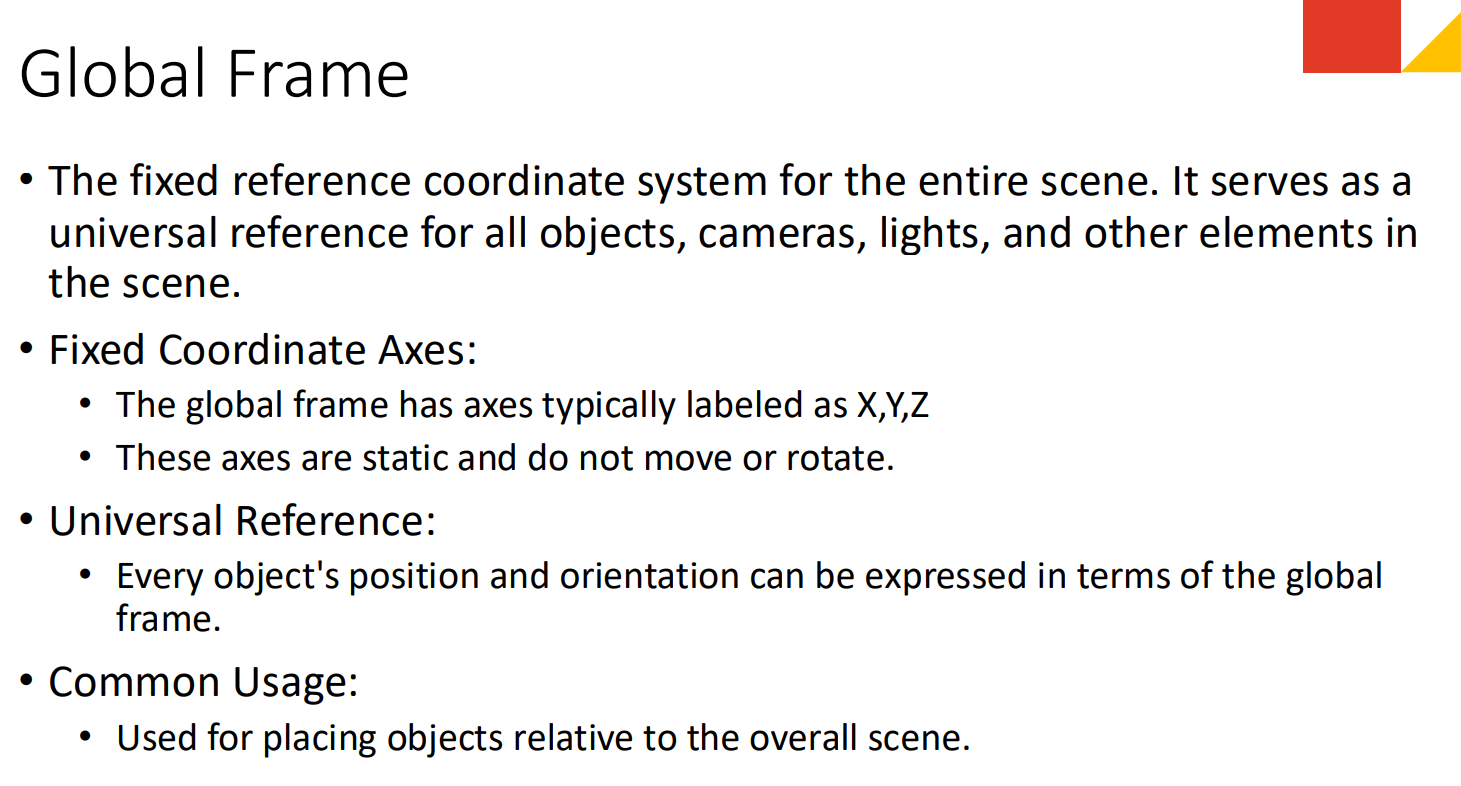 Global Frame
• The fixed reference coordinate system for the entire scene. It serves as a
universal reference for all objects, cameras, lights, and other elements in
the scene.
• Fixed Coordinate Axes:
• The global frame has axes typically labeled as X,Y,Z
• These axes are static and do not move or rotate.
• Universal Reference:
• Every object's position and orientation can be expressed in terms of the global
frame.
• Common Usage:
• Used for placing objects relative to the overall scene.